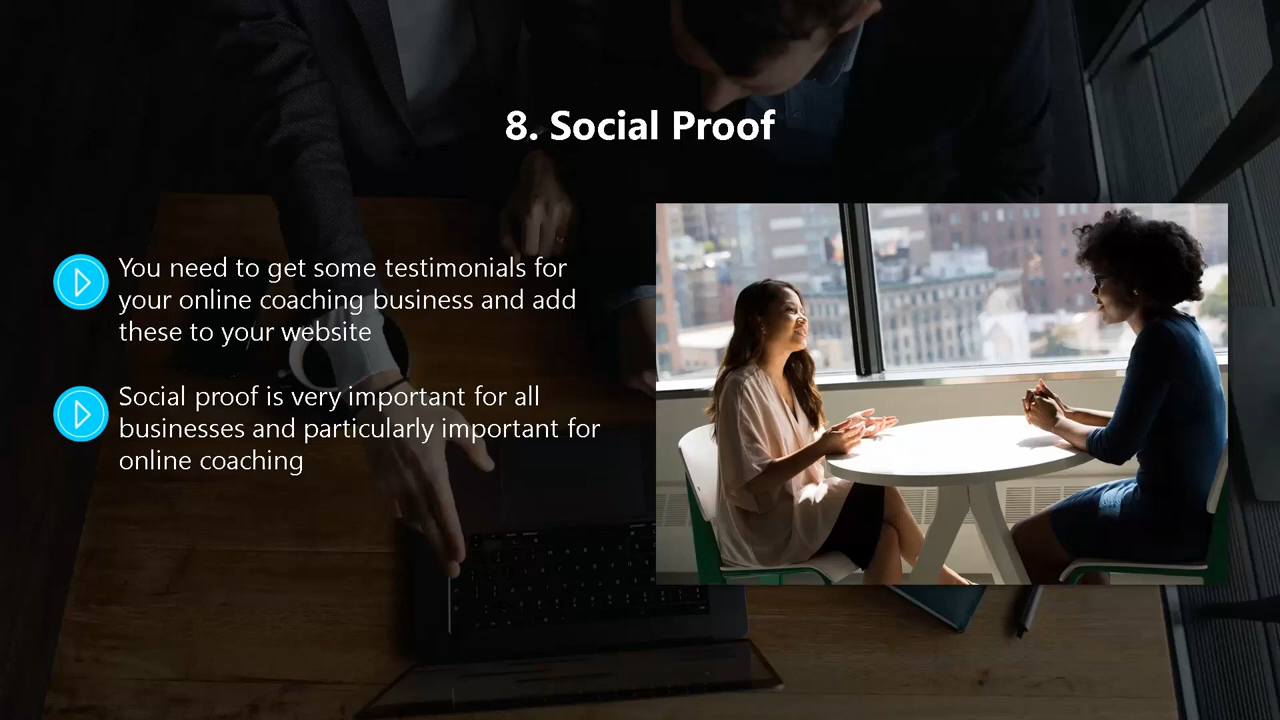 8. Social Proof
You need to get some testimonials for
your online coaching business and add
these to your website
Social proof is very important for all
businesses and particularly important for
online coaching